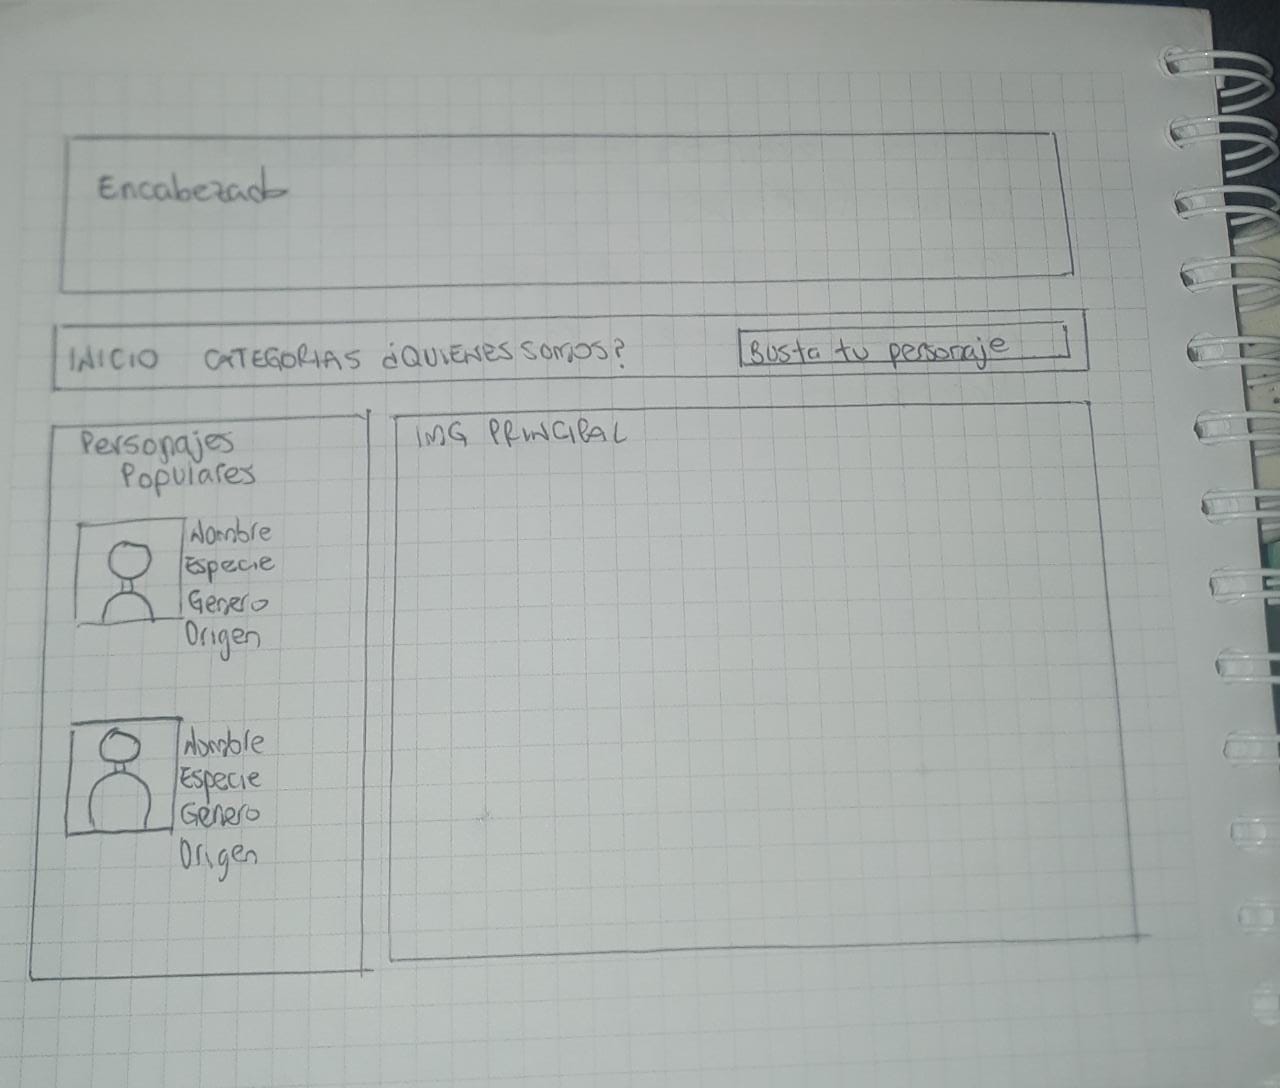 Encabezado
INICIO CATEGORIAS ¿QUIENES SOMOS? Busta tu personaje
Personajes
Populares
Nombre
Especie
Genero
Origen
Nombre
Especie
Genero
Origen
IMG PRINCIPAL